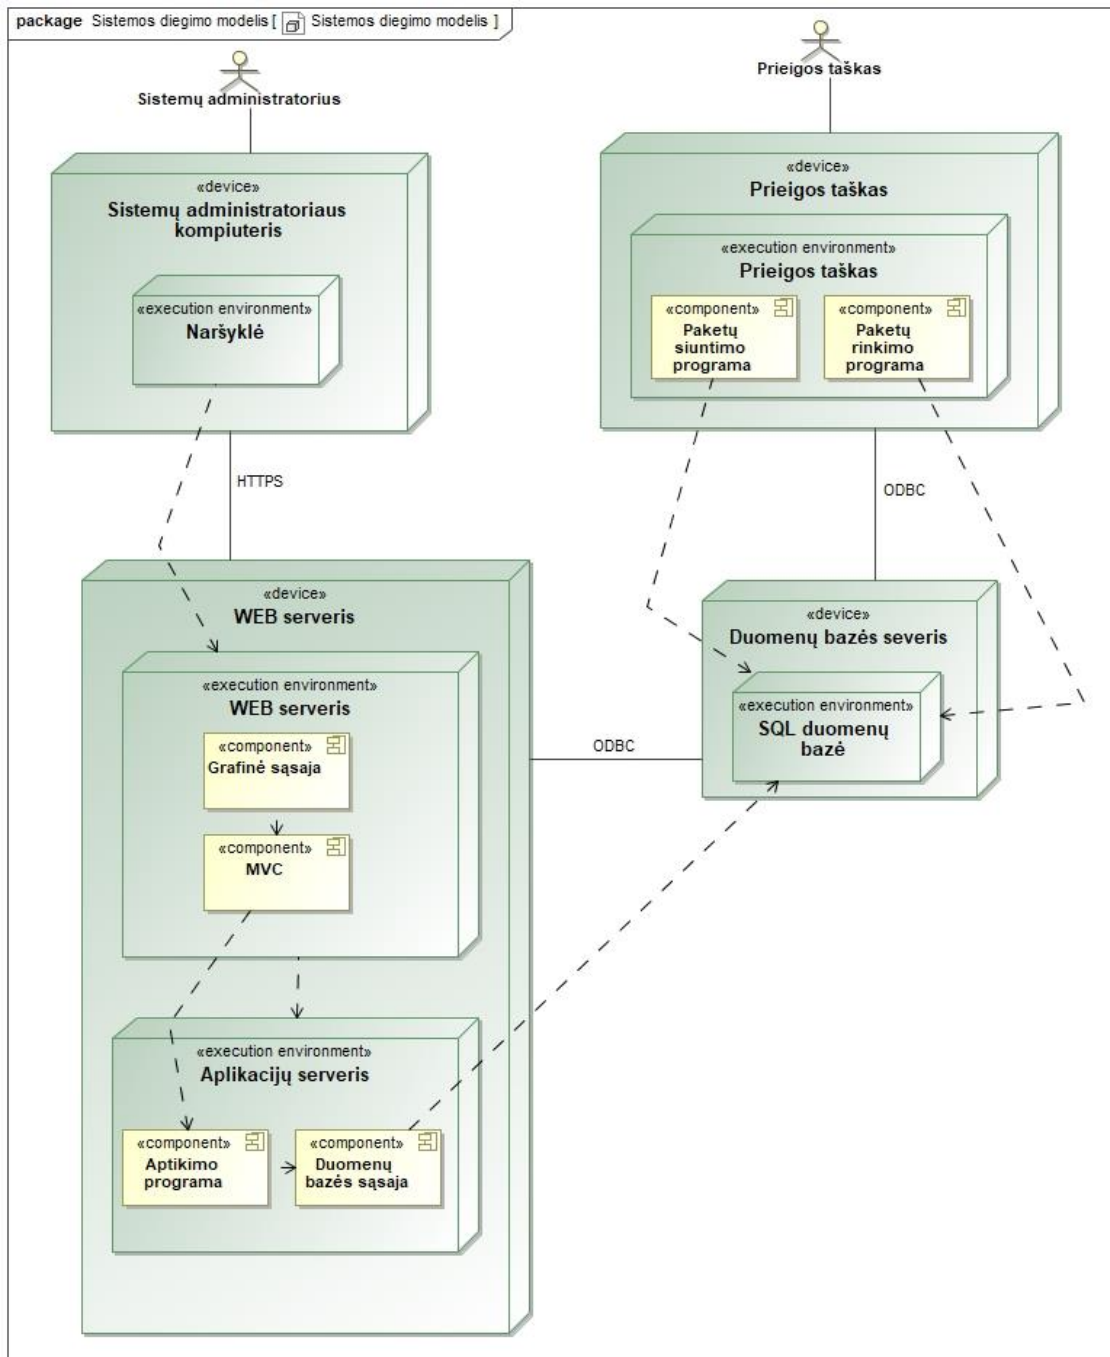 package Sistemos diegimo modelis [ Sistemos diegimo modelis ]
Sistemų administratorius
Prieigos taškas
«device»
Sistemų administratoriaus
kompiuteris
«execution environment»
Naršyklė
«device»
Prieigos taškas
«execution environment»
Prieigos taškas
«component»
Paketų
siuntimo
programa
«component»
Paketų
rinkimo
programa
HTTPS
ODBC
«device»
WEB serveris
«execution environment»
WEB serveris
«component»
Grafinė sąsaja
«component»
MVC
ODBC
«device»
Duomenų bazės severis
«execution environment»
SQL duomenų
bazė
«execution environment»
Aplikacijų serveris
«component»
Aptikimo
programa
«component»
Duomenų
bazės sąsaja